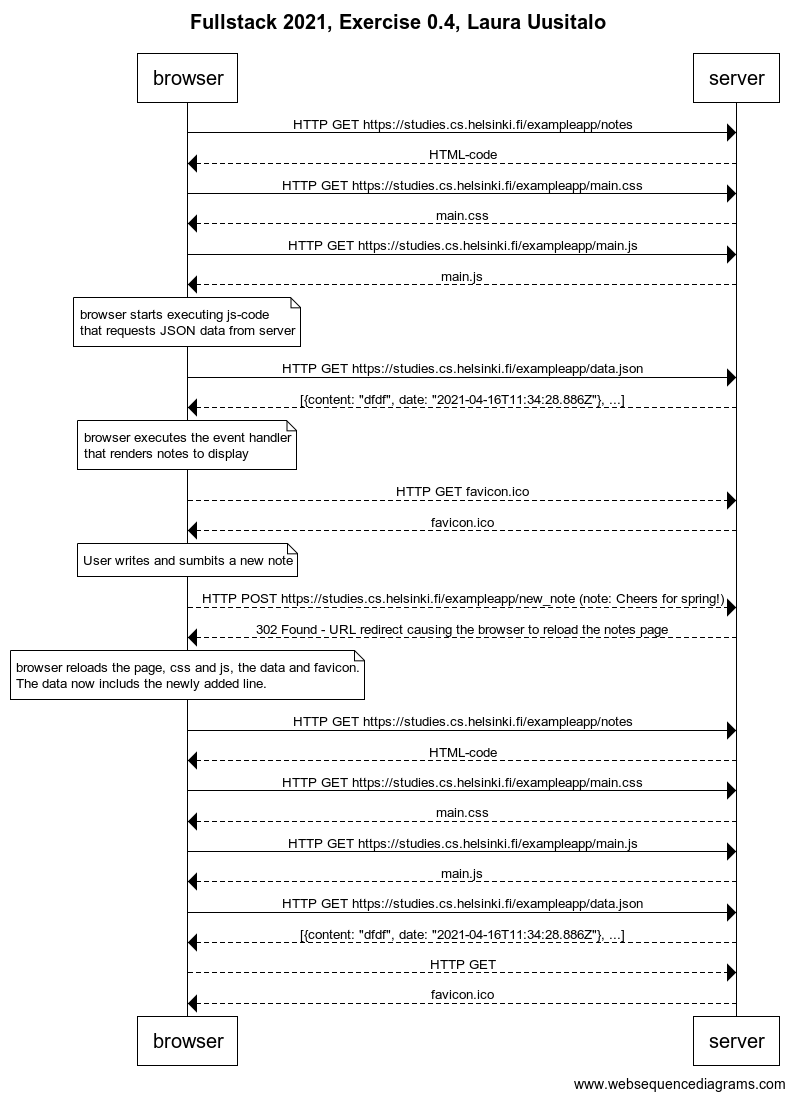 Fullstack 2021, Exercise 0.4, Laura Uusitalo
browser
server
HTTP GET https://studies.cs.helsinki.fi/exampleapp/notes
HTML-code
HTTP GET https://studies.cs.helsinki.fi/exampleapp/main.css
main.css
HTTP GET https://studies.cs.helsinki.fi/exampleapp/main.js
main.js
browser starts executing js-code
that requests JSON data from server
HTTP GET https://studies.cs.helsinki.fi/exampleapp/data.json
[{content: "dfdf", date: "2021-04-16T11:34:28.886Z"}, ...]
browser executes the event handler
that renders notes to display
HTTP GET favicon.ico
favicon.ico
User writes and sumbits a new note
HTTP POST https://studies.cs.helsinki.fi/exampleapp/new_note (note: Cheers for spring!)
302 Found - URL redirect causing the browser to reload the notes page
browser reloads the page, css and js, the data and favicon.
The data now includs the newly added line.
HTTP GET https://studies.cs.helsinki.fi/exampleapp/notes
HTML-code
HTTP GET https://studies.cs.helsinki.fi/exampleapp/main.css
main.css
HTTP GET https://studies.cs.helsinki.fi/exampleapp/main.js
main.js
HTTP GET https://studies.cs.helsinki.fi/exampleapp/data.json
[{content: "dfdf", date: "2021-04-16T11:34:28.886Z"}, ...]
HTTP GET
favicon.ico
browser
server
www.websequencediagrams.com